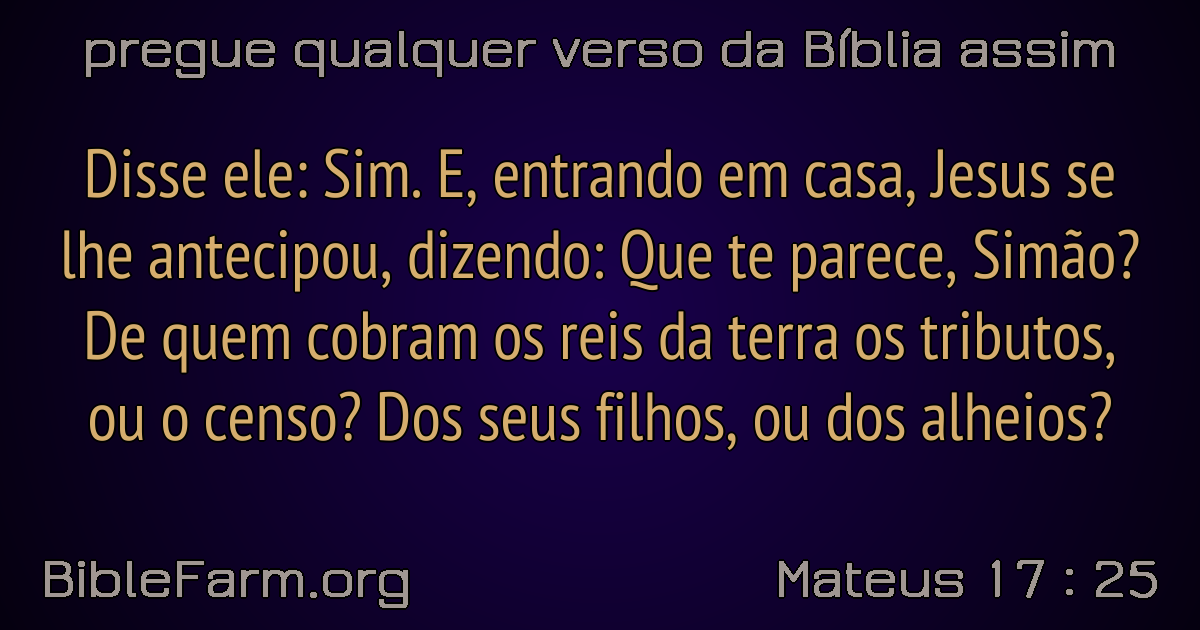 pregue qualquer verso da Bíblia assim
Disse ele: Sim. E, entrando em casa, Jesus se
lhe antecipou, dizendo: Que te parece, Simão?
De quem cobram os reis da terra os tributos,
ou o censo? Dos seus filhos, ou dos alheios?
BibleFarm.org
Mateus 17 : 25